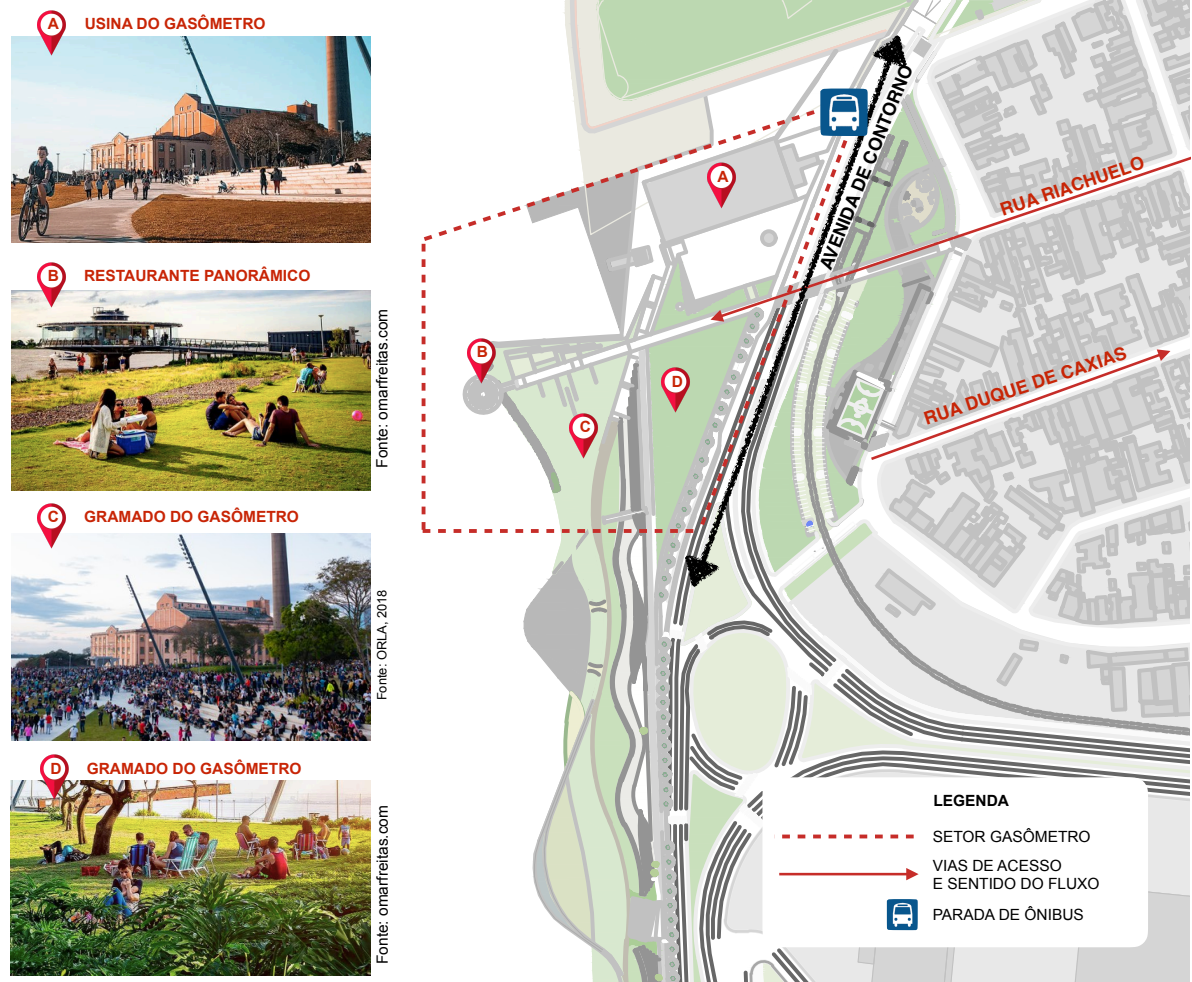 A USINA DO GASÔMETRO
B RESTAURANTE PANORÂMICO
Fonte: omarfreitas.com
C GRAMADO DO GASÔMETRO
Fonte: ORLA, 2018
D GRAMADO DO GASÔMETRO
Fonte: omarfreitas.com
A
B
C
D
AVENIDA DE CONTORNO
RUA RIACHUELO
RUA DUQUE DE CAXIAS
LEGENDA
SETOR GASÔMETRO
VIAS DE ACESSO
E SENTIDO DO FLUXO
PARADA DE ÔNIBUS